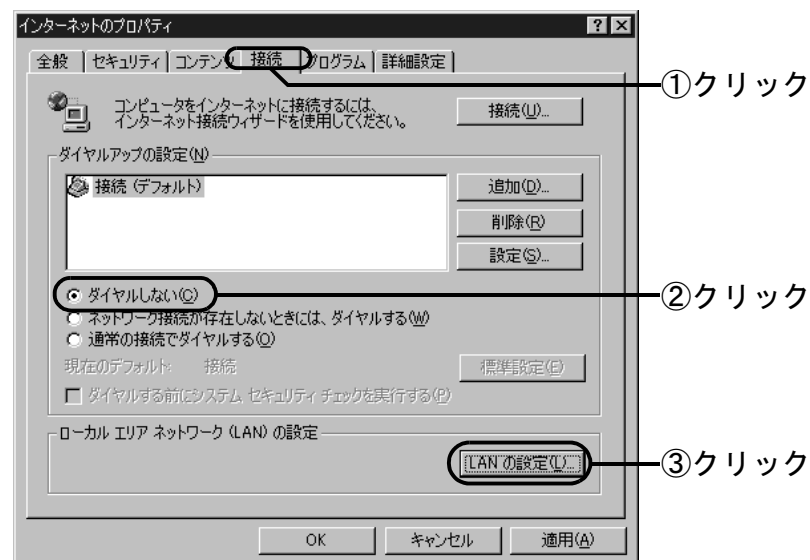 インターネットのプロパティ
全般 セキュリティ コンテンツ 接続 プログラム 詳細設定
①クリック
コンピュータをインターネットに接続するには、
インターネット接続ウィザードを使用してください。
接続(U)...
ダイヤルアップの設定(N)
接続 (デフォルト)
追加(D)...
削除(R)
設定(S)...
ダイヤルしない(C)
②クリック
ネットワーク接続が存在しないときには、ダイヤルする(W)
通常の接続でダイヤルする(O)
現在のデフォルト: 接続
標準設定(E)
ダイヤルする前にシステム セキュリティ チェックを実行する(P)
ローカル エリア ネットワーク (LAN) の設定
LAN の設定(L)...
③クリック
OK キャンセル 適用(A)